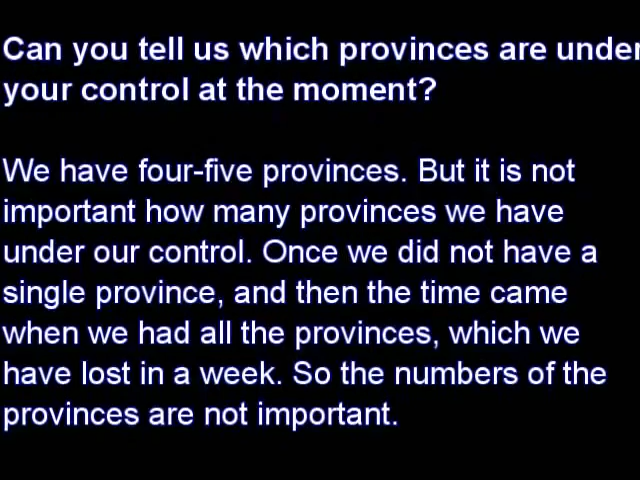 Can you tell us which provinces are under
your control at the moment?
We have four-five provinces. But it is not
important how many provinces we have
under our control. Once we did not have a
single province, and then the time came
when we had all the provinces, which we
have lost in a week. So the numbers of the
provinces are not important.